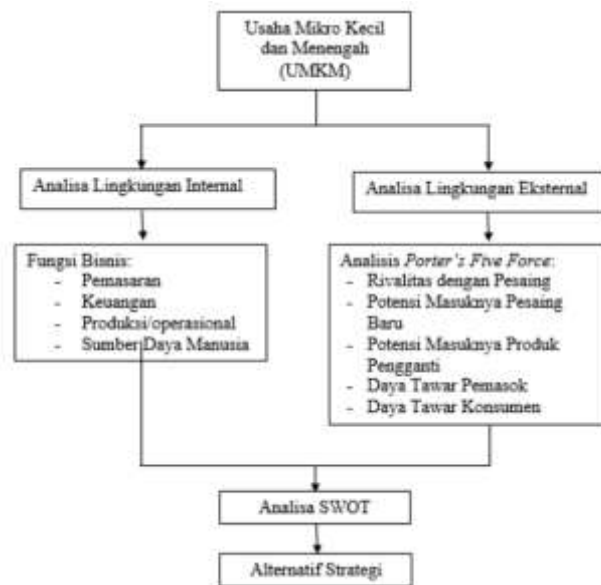 Usaha Mikro Kecil
dan Menengah
(UMKM)
Analisa Lingkungan Internal
Analisa Lingkungan Eksternal
Fungsi Bisnis:
- Pemasaran
- Keuangan
- Produksi/operasional
- Sumber Daya Manusia
Analisis Porter's Five Force:
- Rivalitas dengan Pesaing
- Potensi Masuknya Pesaing
Baru
- Potensi Masuknya Produk
Pengganti
- Daya Tawar Pemasok
- Daya Tawar Konsumen
Analisa SWOT
Alternatif Strategi